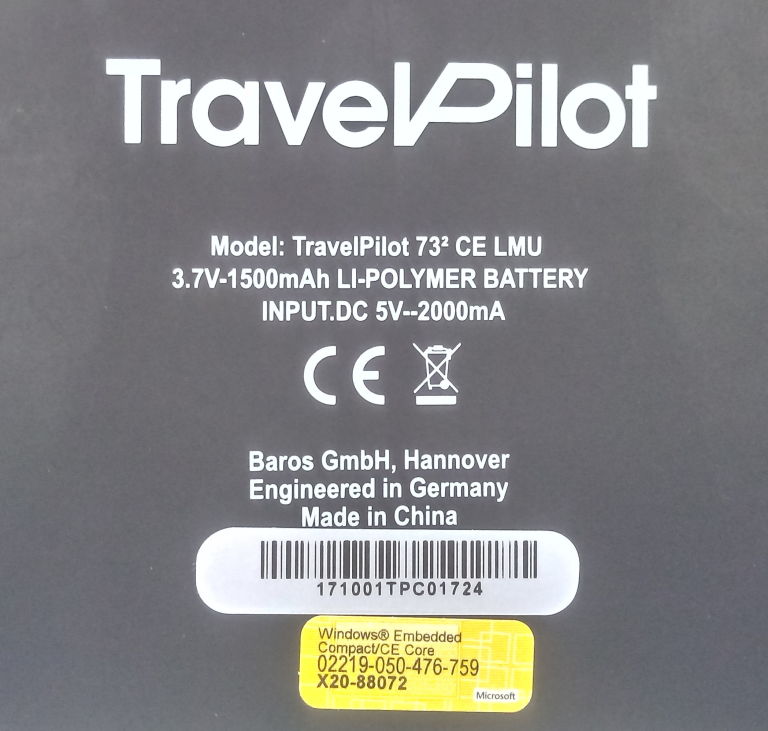 TravelPilot
Model: TravelPilot 73² CE LMU
3.7V-1500mAh LI-POLYMER BATTERY
INPUT.DC 5V--2000mA
CE
Baros GmbH, Hannover
Engineered in Germany
Made in China
171001TPC01724
Windows® Embedded
Compact/CE Core
02219-050-476-759
X20-88072
Microsoft